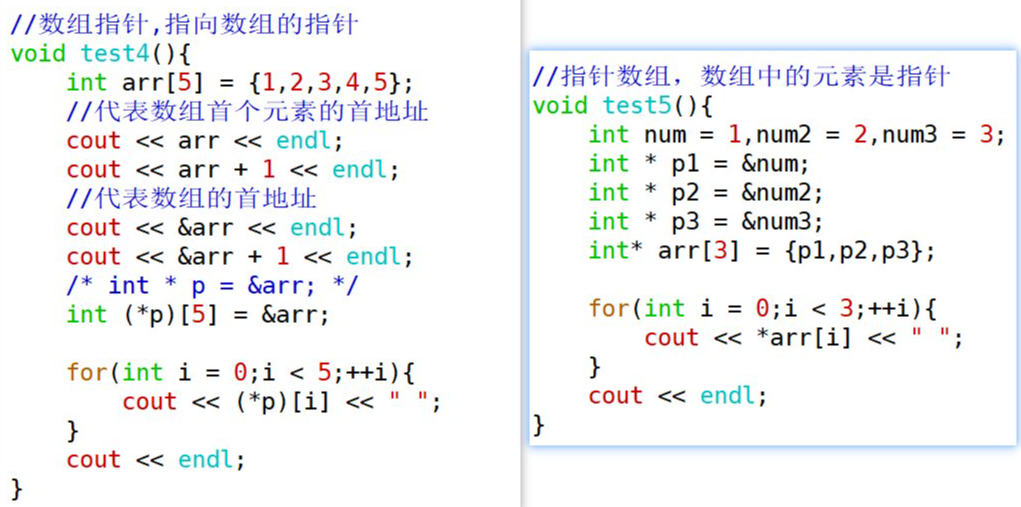 //数组指针,指向数组的指针
void test4(){
    int arr[5] = {1,2,3,4,5};
    //代表数组首个元素的首地址
    cout << arr << endl;
    cout << arr + 1 << endl;
    //代表数组的首地址
    cout << &arr << endl;
    cout << &arr + 1 << endl;
    /* int * p = &arr; */
    int (*p)[5] = &arr;

    for(int i = 0;i < 5;++i){
        cout << (*p)[i] << " ";
    }
    cout << endl;
}
//指针数组，数组中的元素是指针
void test5(){
    int num = 1,num2 = 2,num3 = 3;
    int * p1 = &num;
    int * p2 = &num2;
    int * p3 = &num3;
    int* arr[3] = {p1,p2,p3};

    for(int i = 0;i < 3;++i){
        cout << *arr[i] << " ";
    }
    cout << endl;
}